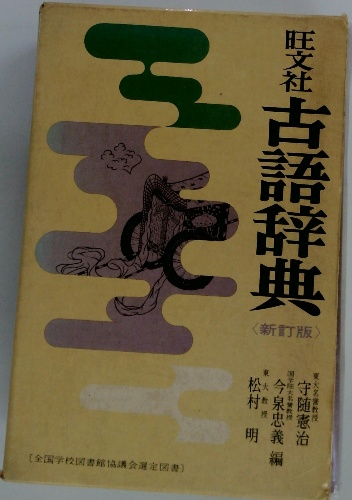 旺文社
古語辞典
〈新訂版〉
東大名誉教授
守随憲治
国学院大名誉教授
今泉忠義 編
東大教授
松村 明
[全国学校図書館協議会選定図書]